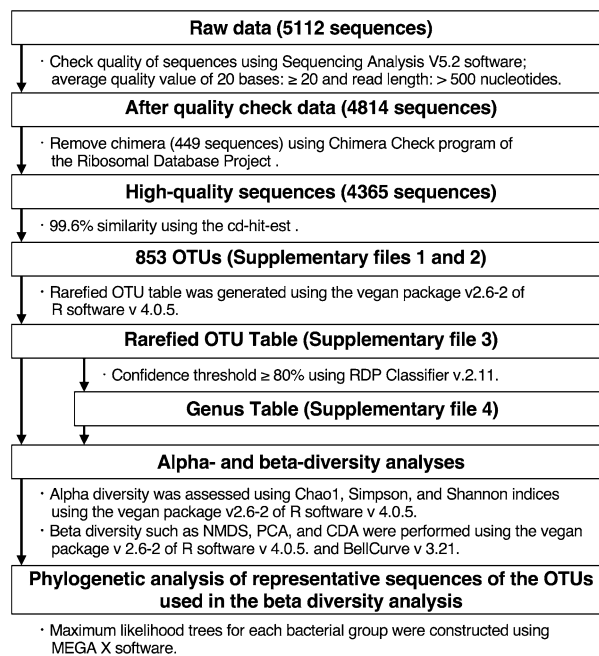 Raw data (5112 sequences)
· Check quality of sequences using Sequencing Analysis V5.2 software;
average quality value of 20 bases: ≥ 20 and read length: > 500 nucleotides.
After quality check data (4814 sequences)
· Remove chimera (449 sequences) using Chimera Check program of
the Ribosomal Database Project .
High-quality sequences (4365 sequences)
· 99.6% similarity using the cd-hit-est .
853 OTUs (Supplementary files 1 and 2)
· Rarefied OTU table was generated using the vegan package v2.6-2 of
R software v 4.0.5.
Rarefied OTU Table (Supplementary file 3)
· Confidence threshold ≥ 80% using RDP Classifier v.2.11.
Genus Table (Supplementary file 4)
Alpha- and beta-diversity analyses
· Alpha diversity was assessed using Chao1, Simpson, and Shannon indices
using the vegan package v2.6-2 of R software v 4.0.5.
· Beta diversity such as NMDS, PCA, and CDA were performed using the vegan
package v 2.6-2 of R software v 4.0.5. and BellCurve v 3.21.
Phylogenetic analysis of representative sequences of the OTUs
used in the beta diversity analysis
· Maximum likelihood trees for each bacterial group were constructed using
MEGA X software.